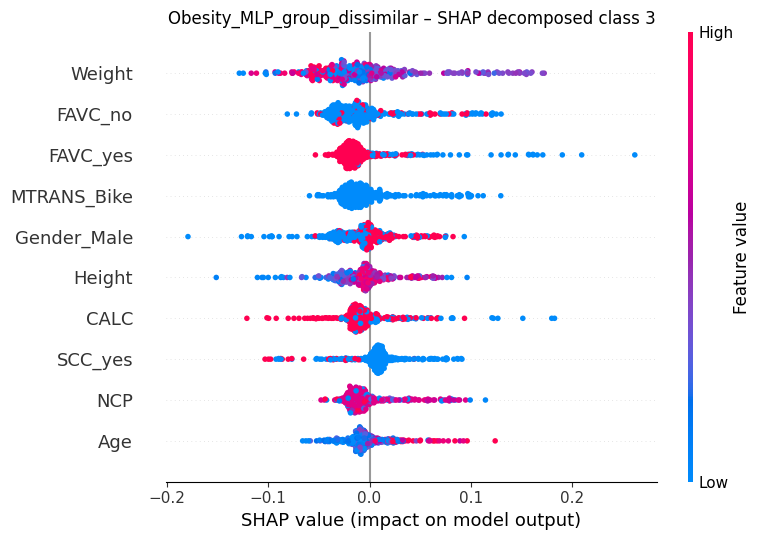 Obesity_MLP_group_dissimilar – SHAP decomposed class 3
High
Weight
FAVC_no
FAVC_yes
MTRANS_Bike
Gender_Male
Height
CALC
SCC_yes
NCP
Age
Feature value
Low
−0.2 −0.1 0.0 0.1 0.2
SHAP value (impact on model output)